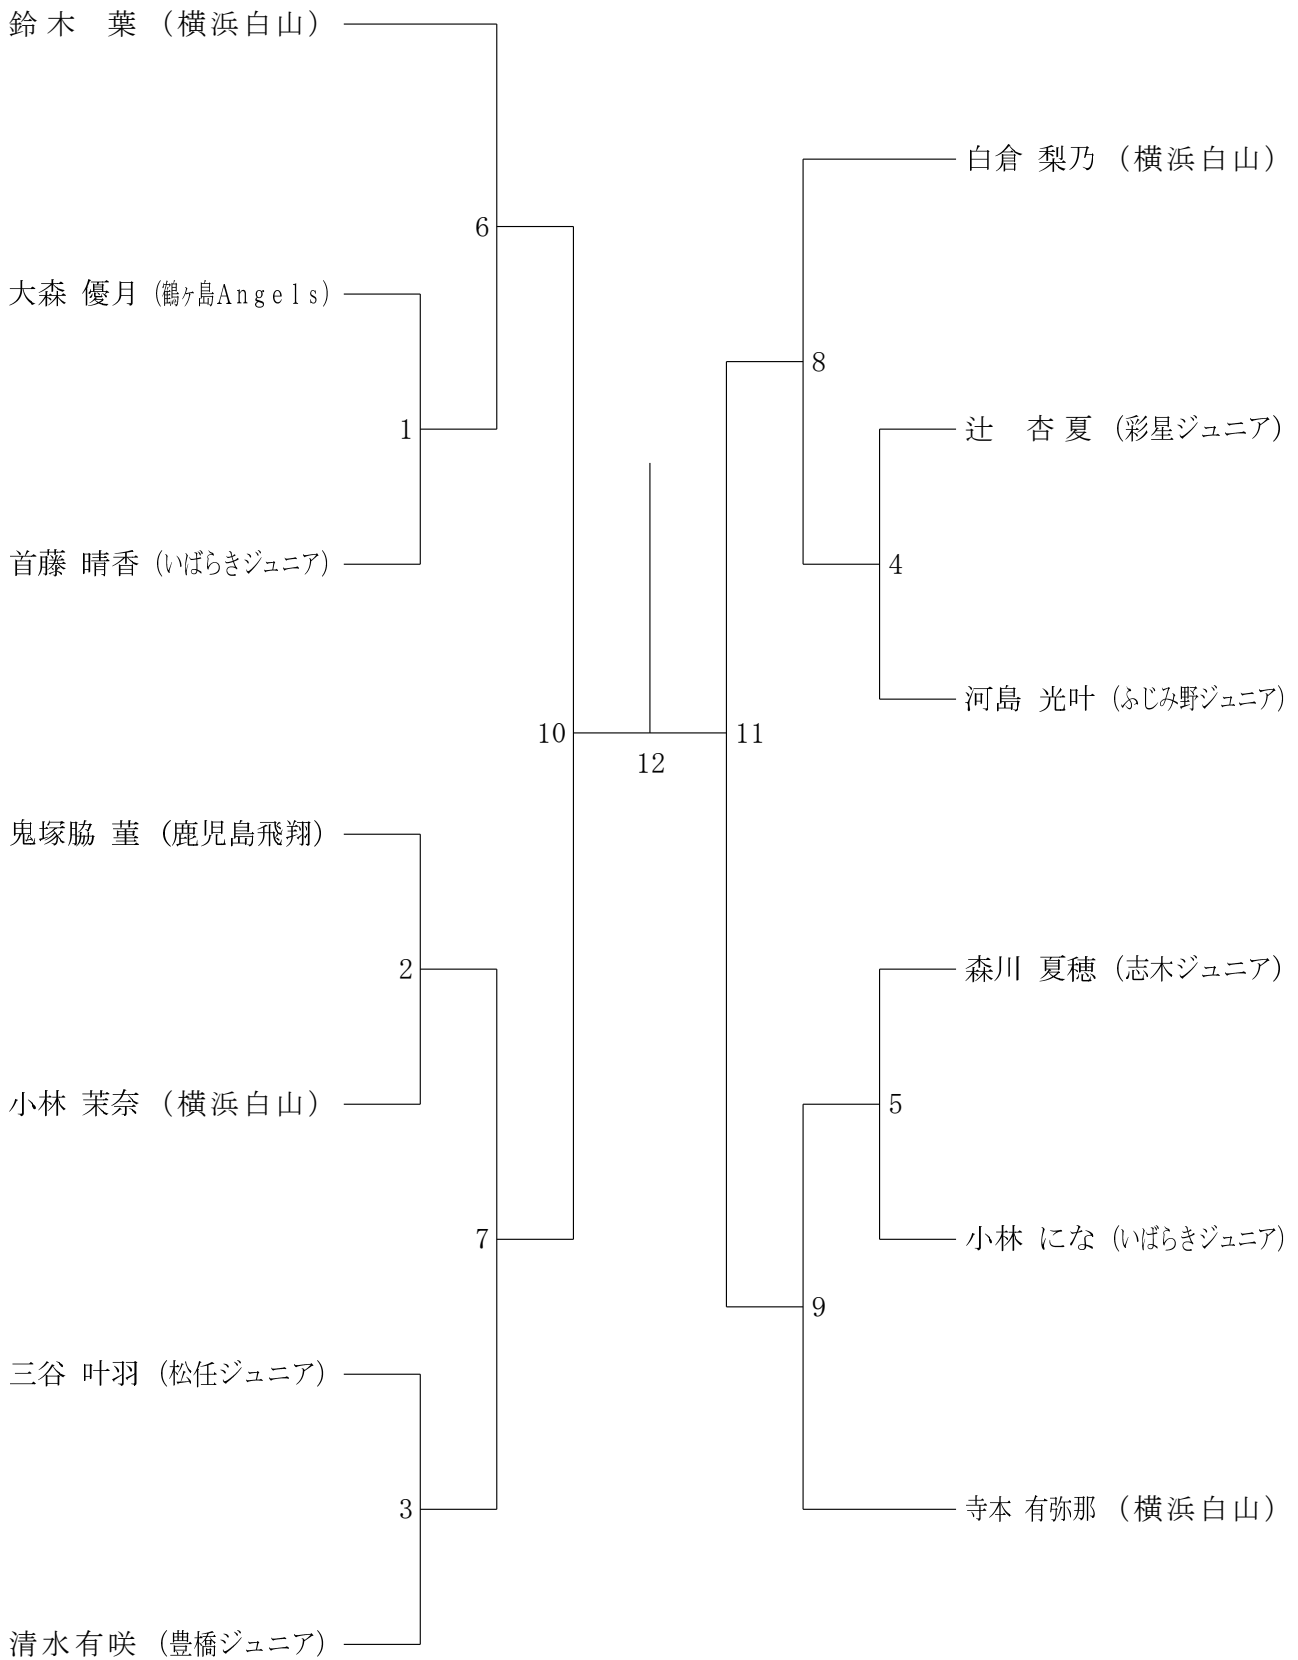 鈴木　葉 （横浜白山）
6
大森 優月 (鶴ヶ島Ａｎｇｅｌｓ)
1
首藤 晴香 (いばらきジュニア)
10
鬼塚脇 菫 (鹿児島飛翔)
2
小林 茉奈 （横浜白山）
7
三谷 叶羽 (松任ジュニア)
3
清水有咲 (豊橋ジュニア)
12
白倉 梨乃 （横浜白山）
8
辻　杏夏 (彩星ジュニア)
4
河島 光叶 (ふじみ野ジュニア)
11
森川 夏穂 (志木ジュニア)
5
小林 にな (いばらきジュニア)
9
寺本 有弥那 （横浜白山）